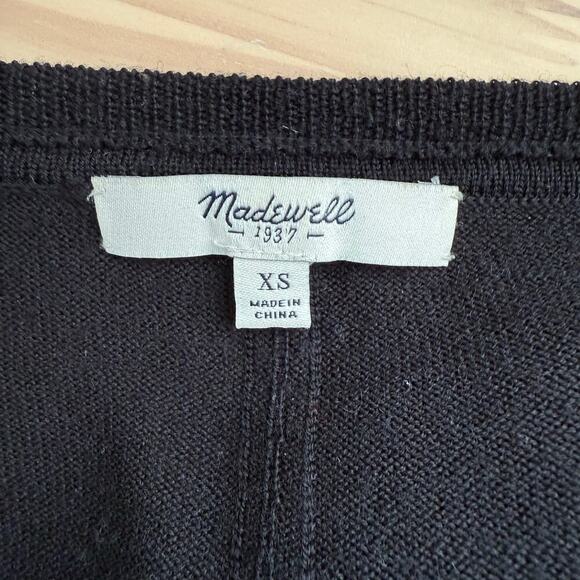 Madewell
- 1937 -
XS
MADE IN
CHINA